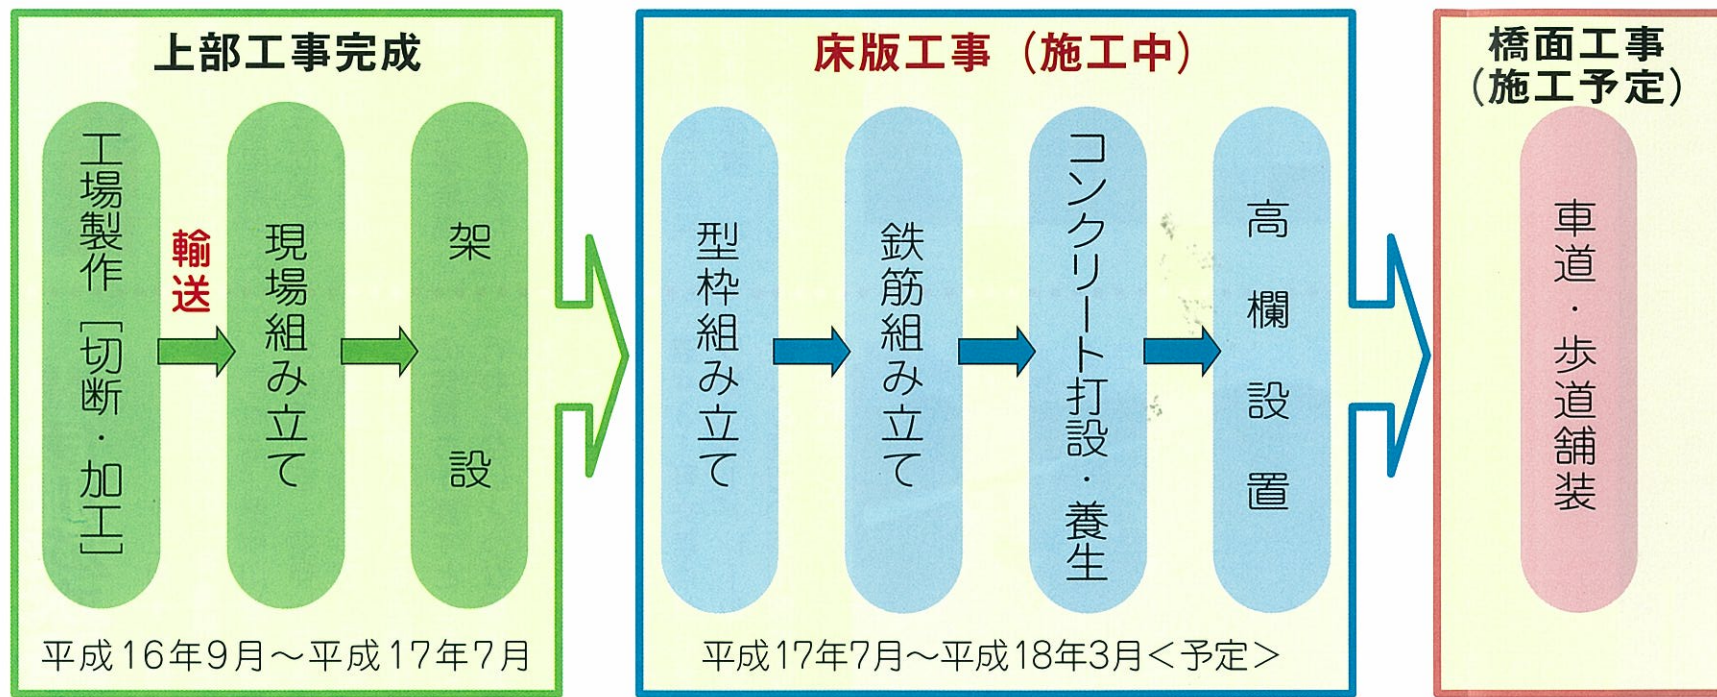 上部工事完成
工場製作［切断・加工］
輸送
現場組み立て
架設
平成16年9月～平成17年7月
床版工事（施工中）
型枠組み立て
鉄筋組み立て
コンクリート打設・養生
高欄設置
平成17年7月～平成18年3月＜予定＞
橋面工事
（施工予定）
車道・歩道舗装